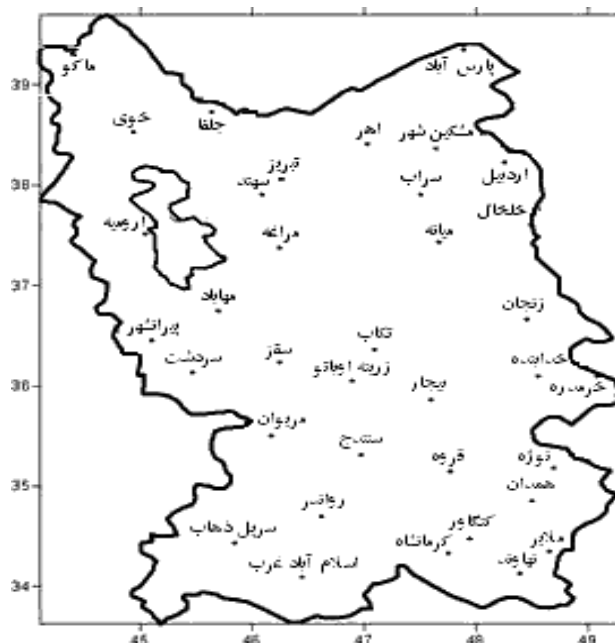 39
ماکو
پارس آباد
خوی
جلفا
اهر
مشکین شهر
تبریز
سهند
سراب
اردبیل
38
خلخال
ارومیه
مراغه
میانه
37
مهاباد
زنجان
پیرانشهر
تکاب
سردشت
سقز
زرینه اوباتو
خدابنده
خرمدره
36
بیجار
مریوان
سنندج
قروه
نوژه
35
همدان
روانسر
سرپل ذهاب
کنگاور
کرمانشاه
ملایر
نهاوند
اسلام آباد غرب
34
45
46
47
48
49